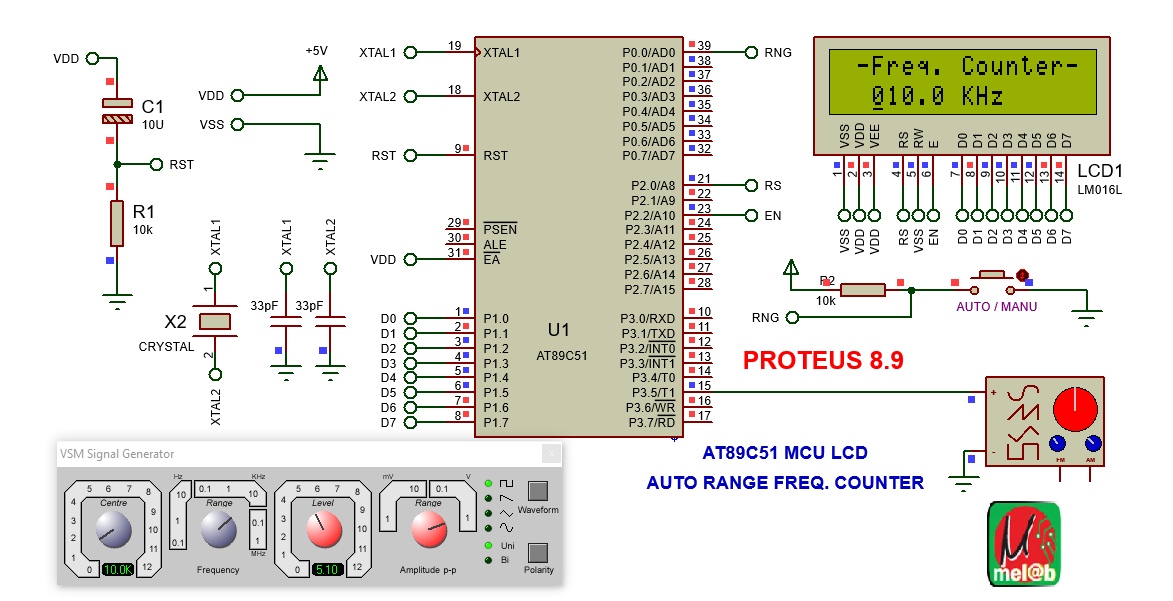 VDD
C1
10U
RST
R1
10k
+5V
VDD
VSS
XTAL1
1
X2
CRYSTAL
2
XTAL2
XTAL1
XTAL2
33pF
33pF
XTAL1 19 XTAL1
XTAL2 18 XTAL2
RST 9 RST
29 PSEN
30 ALE
VDD 31 EA
D0 1 P1.0
D1 2 P1.1
D2 3 P1.2
D3 4 P1.3
D4 5 P1.4
D5 6 P1.5
D6 7 P1.6
D7 8 P1.7
U1
AT89C51
P0.0/AD0 39 RNG
P0.1/AD1 38
P0.2/AD2 37
P0.3/AD3 36
P0.4/AD4 35
P0.5/AD5 34
P0.6/AD6 33
P0.7/AD7 32
P2.0/A8 21 RS
P2.1/A9 22
P2.2/A10 23 EN
P2.3/A11 24
P2.4/A12 25
P2.5/A13 26
P2.6/A14 27
P2.7/A15 28
P3.0/RXD 10
P3.1/TXD 11
P3.2/INT0 12
P3.3/INT1 13
P3.4/T0 14
P3.5/T1 15
P3.6/WR 16
P3.7/RD 17
-Freq. Counter-
010.0 KHz
VSS VDD VEE RS RW E D0 D1 D2 D3 D4 D5 D6 D7
1 2 3 4 5 6 7 8 9 10 11 12 13 14
LCD1
LM016L
VSS VDD VDD RS VSS EN D0 D1 D2 D3 D4 D5 D6 D7
R2
10k
RNG
AUTO / MANU
PROTEUS 8.9
+
-
FM AM
AT89C51 MCU LCD
AUTO RANGE FREQ. COUNTER
µ
mel@b
VSM Signal Generator
x
0 1 2 3 4 5 6 7 8 9 10 11 12
Centre
10.0K
Hz KHz
0.1 1 10 0.1 1 10 0.1 1
MHz
Range
Frequency
0 1 2 3 4 5 6 7 8 9 10 11 12
Level
5.10
mV V
1 10 0.1 1
Range
Amplitude p-p
Waveform
Uni
Bi
Polarity